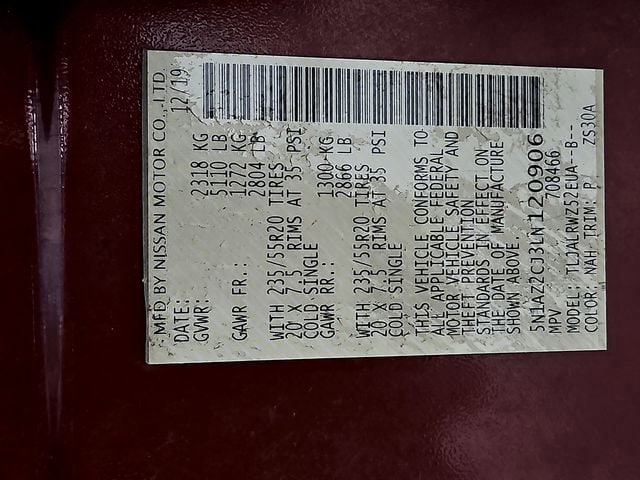 MFD BY NISSAN MOTOR CO., LTD
DATE: 12/19
GVWR: 2318 KG
5110 LB
GAWR FR.: 1272 KG
2804 LB
WITH 235/55R20 TIRES
20 X 7.5 RIMS AT 35 PSI
COLD SINGLE
GAWR RR.: 1300 KG
2866 LB
WITH 235/55R20 TIRES
20 X 7.5 RIMS AT 35 PSI
COLD SINGLE
THIS VEHICLE CONFORMS TO
ALL APPLICABLE FEDERAL
MOTOR VEHICLE SAFETY AND
THEFT PREVENTION
STANDARDS IN EFFECT ON
THE DATE OF MANUFACTURE
SHOWN ABOVE.
5N1AZ2CJ3LN120906
MPV 708466
MODEL: TLJALRWZ52EUA--B--
COLOR: NAH TRIM: P ZS30A